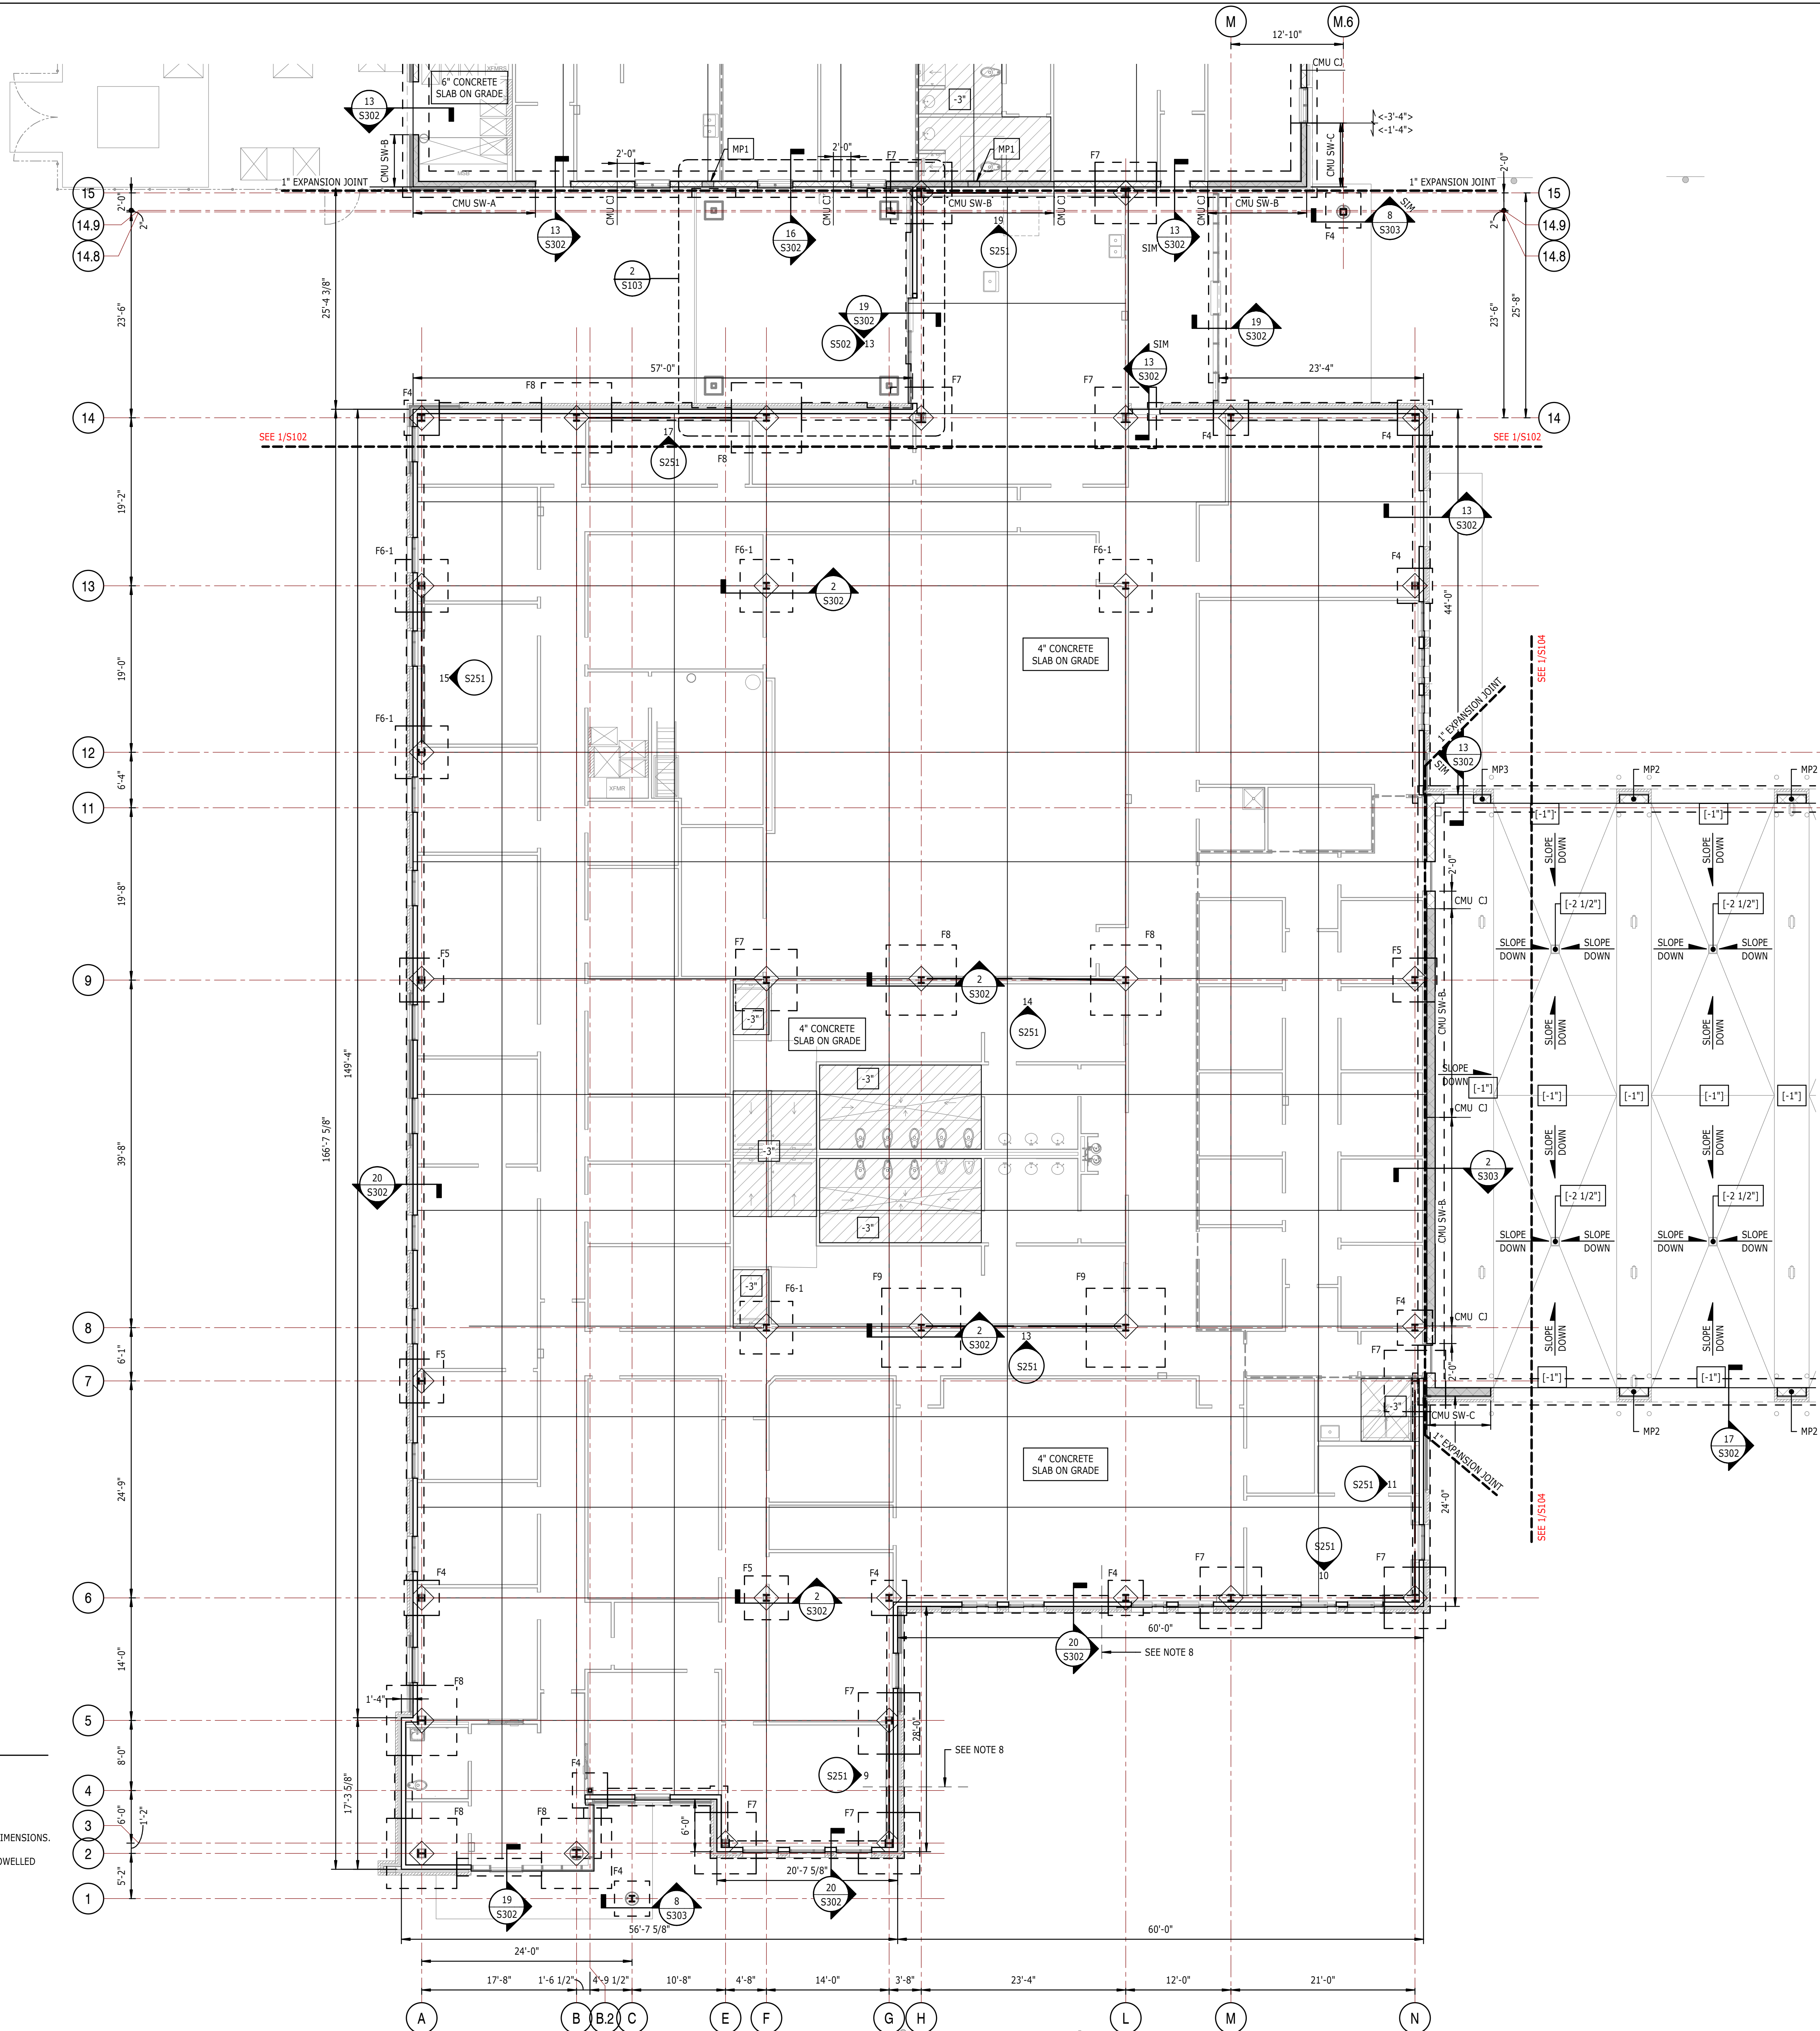 M
M.6
12'-10"
CMU CJ
XFMRS
6" CONCRETE
SLAB ON GRADE
-3"
13
S302
<-3'-4">
<-1'-4">
CMU SW-B
CMU SW-C
MSB
2'-0"
MP1
2'-0"
F7
MP1
F7
2'-0"
1" EXPANSION JOINT
1" EXPANSION JOINT
15
15
2'-0"
CMU SW-A
CMU CJ
CMU CJ
CMU SW-B
CMU CJ
CMU CJ
CMU SW-B
F4
SIM
8
S303
14.9
14.8
2"
2"
14.9
14.8
13
S302
16
S302
19
S251
13
S302
SIM
2
S103
25'-4 3/8"
23'-6"
19
S302
S502
13
19
S302
23'-6"
25'-8"
SIM
13
S302
57'-0"
23'-4"
F4
F8
F7
F7
14
14
SEE 1/S102
17
S251
F8
F4
F4
SEE 1/S102
19'-2"
13
S302
F6-1
F6-1
F6-1
F4
13
2
S302
44'-0"
19'-0"
4" CONCRETE
SLAB ON GRADE
SEE 1/S104
15
S251
1" EXPANSION JOINT
F6-1
12
13
S302
SIM
MP3
MP2
MP2
6'-4"
XFMR
11
[-1"]
[-1"]
SLOPE
DOWN
SLOPE
DOWN
19'-8"
2'-0"
CMU CJ
[-2 1/2"]
[-2 1/2"]
F5
F7
F8
F8
F5
SLOPE
DOWN
SLOPE
DOWN
SLOPE
DOWN
SLOPE
DOWN
9
2
S302
14
S251
-3"
4" CONCRETE
SLAB ON GRADE
CMU SW-B
SLOPE
DOWN
SLOPE
DOWN
149'-4"
-3"
SLOPE
DOWN
[-1"]
[-1"]
[-1"]
[-1"]
[-1"]
CMU CJ
39'-8"
166'-7 5/8"
-3"
SLOPE
DOWN
SLOPE
DOWN
20
S302
2
S303
[-2 1/2"]
[-2 1/2"]
CMU SW-B
-3"
SLOPE
DOWN
SLOPE
DOWN
SLOPE
DOWN
SLOPE
DOWN
-3"
F6-1
F9
F9
F4
CMU CJ
8
2
S302
13
S251
SLOPE
DOWN
SLOPE
DOWN
6'-1"
F5
F7
2'-0"
7
[-1"]
[-1"]
-3"
CMU SW-C
MP2
MP2
17
S302
24'-9"
4" CONCRETE
SLAB ON GRADE
1" EXPANSION JOINT
S251
11
24'-0"
SEE 1/S104
S251
10
F4
F5
F4
F4
F7
F7
6
2
S302
60'-0"
20
S302
SEE NOTE 8
14'-0"
F8
1'-4"
F7
5
28'-0"
8'-0"
SEE NOTE 8
F4
S251
9
4
17'-3 5/8"
6'-0"
1'-2"
3
IMENSIONS.
F8
F8
6'-0"
F7
F7
2
OWELLED
5'-2"
20'-7 5/8"
F4
1
19
S302
8
S303
20
S302
56'-7 5/8"
60'-0"
24'-0"
17'-8"
1'-6 1/2"
4'-9 1/2"
10'-8"
4'-8"
14'-0"
3'-8"
23'-4"
12'-0"
21'-0"
A
B
B.2
C
E
F
G
H
L
M
N